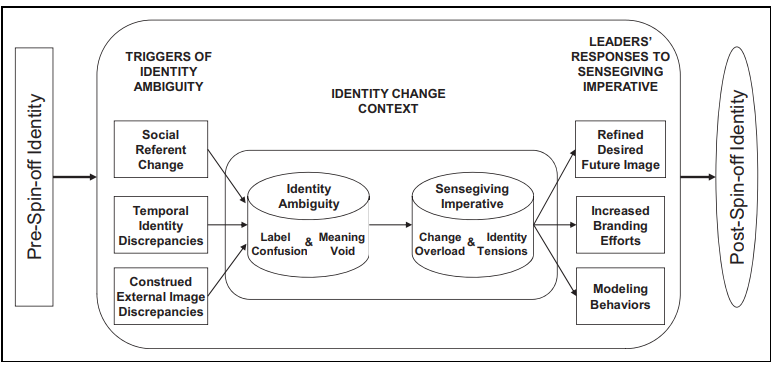 Pre-Spin-off Identity
TRIGGERS OF
IDENTITY
AMBIGUITY
Social
Referent
Change
Temporal
Identity
Discrepancies
Construed
External Image
Discrepancies
IDENTITY CHANGE
CONTEXT
Identity
Ambiguity
Label
Confusion
&
Meaning
Void
Sensegiving
Imperative
Change
Overload
&
Identity
Tensions
LEADERS’
RESPONSES TO
SENSEGIVING
IMPERATIVE
Refined
Desired
Future Image
Increased
Branding
Efforts
Modeling
Behaviors
Post-Spin-off Identity